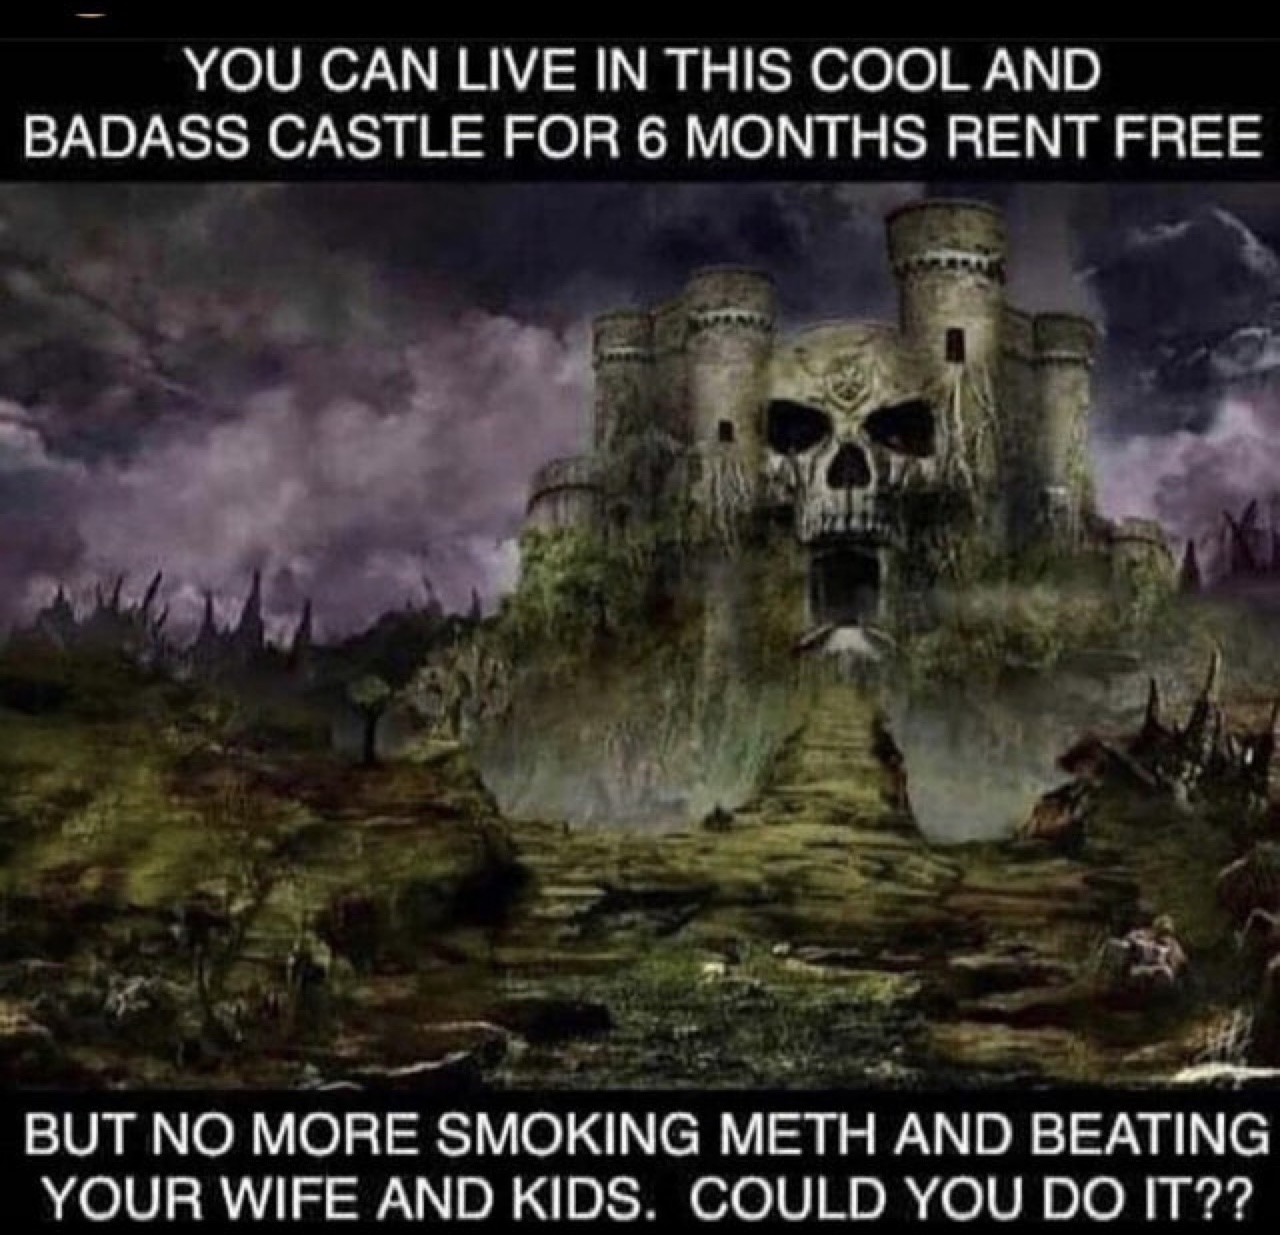 YOU CAN LIVE IN THIS COOL AND
BADASS CASTLE FOR 6 MONTHS RENT FREE
BUT NO MORE SMOKING METH AND BEATING
YOUR WIFE AND KIDS. COULD YOU DO IT??